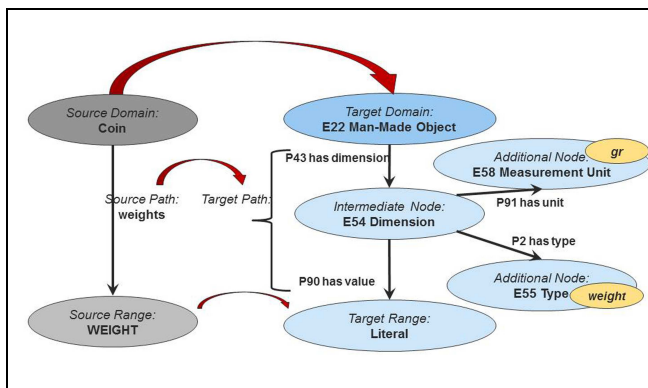 Source Domain:
Coin
Target Domain:
E22 Man-Made Object
gr
Additional Node:
E58 Measurement Unit
P43 has dimension
P91 has unit
Source Path:
weights
Target Path:
Intermediate Node:
E54 Dimension
P2 has type
P90 has value
Additional Node:
E55 Type
weight
Source Range:
WEIGHT
Target Range:
Literal